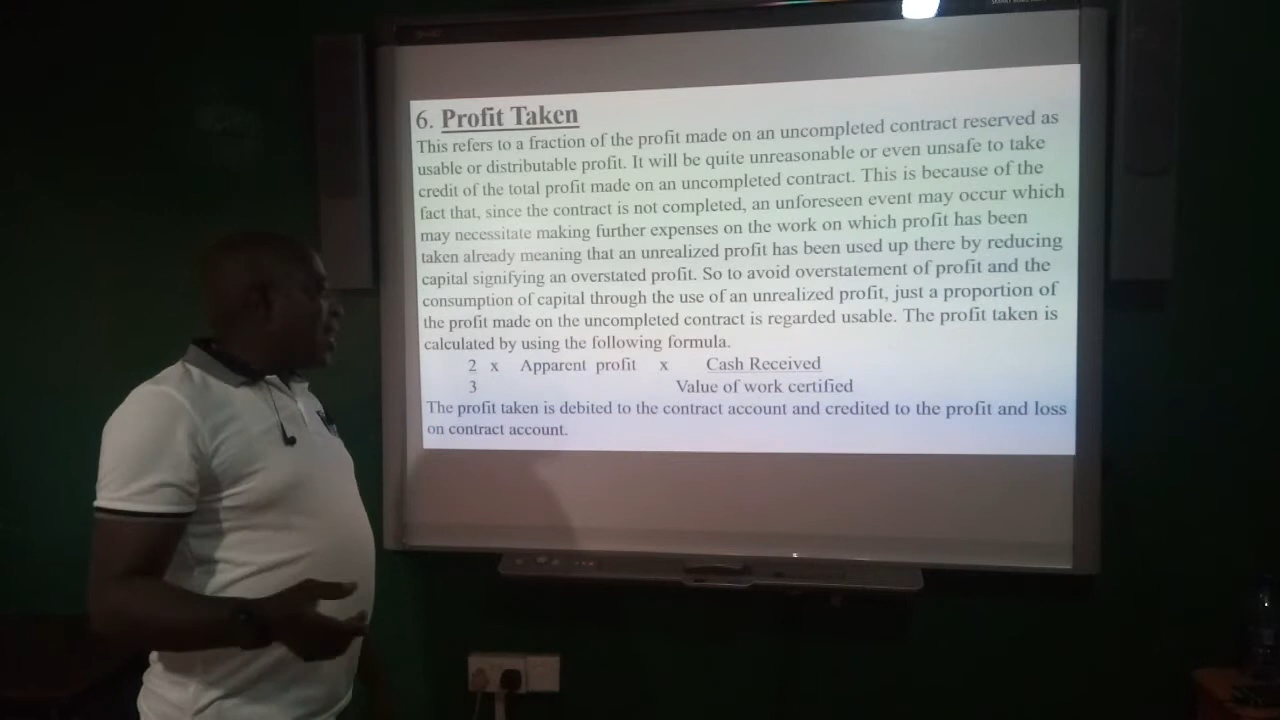 6. Profit Taken
This refers to a fraction of the profit made on an uncompleted contract reserved as
usable or distributable profit. It will be quite unreasonable or even unsafe to take
credit of the total profit made on an uncompleted contract. This is because of the
fact that, since the contract is not completed, an unforeseen event may occur which
may necessitate making further expenses on the work on which profit has been
taken already meaning that an unrealized profit has been used up there by reducing
capital signifying an overstated profit. So to avoid overstatement of profit and the
consumption of capital through the use of an unrealized profit, just a proportion of
the profit made on the uncompleted contract is regarded usable. The profit taken is
calculated by using the following formula.
2 x Apparent profit x Cash Received
3 Value of work certified
The profit taken is debited to the contract account and credited to the profit and loss
on contract account.